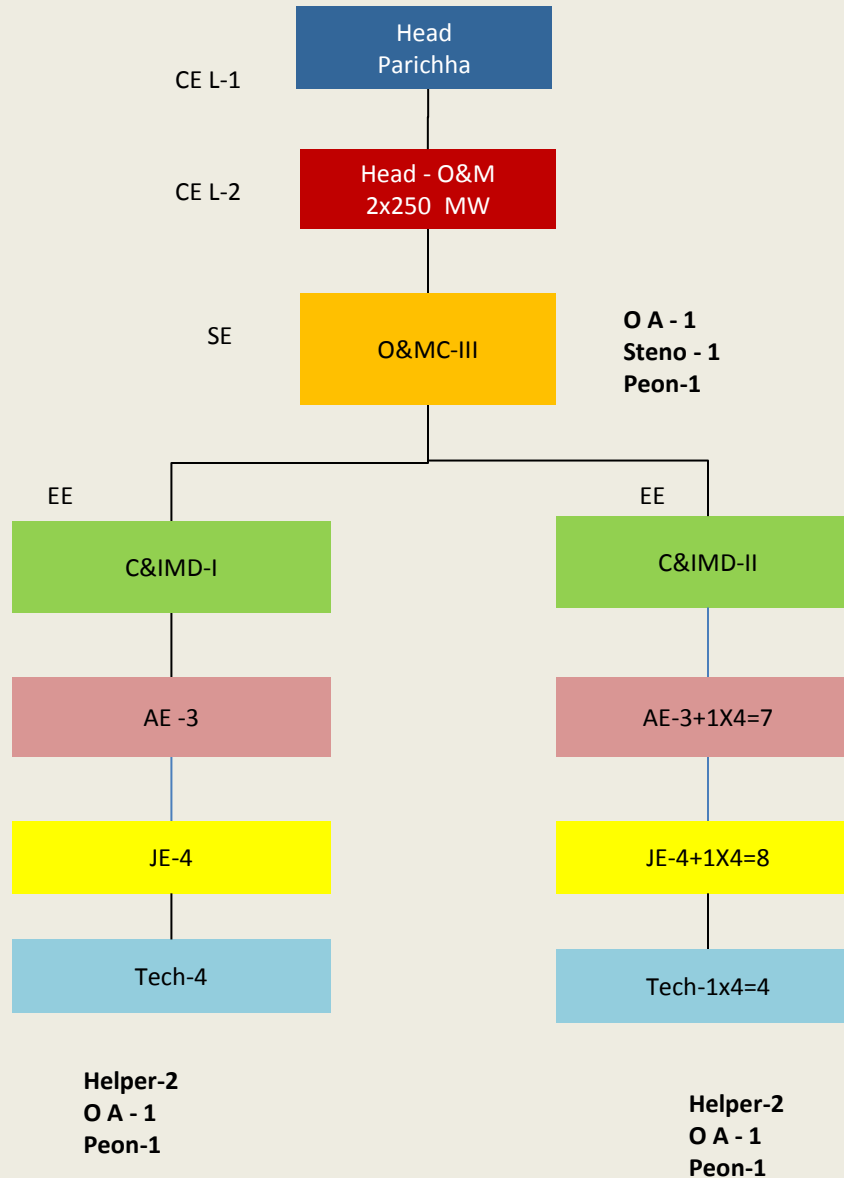 Head
Parichha
CE L-1
Head - O&M
2x250 MW
CE L-2
SE
O&MC-III
O A - 1
Steno - 1
Peon-1
EE
EE
C&IMD-I
C&IMD-II
AE -3
AE-3+1X4=7
JE-4
JE-4+1X4=8
Tech-4
Tech-1x4=4
Helper-2
O A - 1
Peon-1
Helper-2
O A - 1
Peon-1